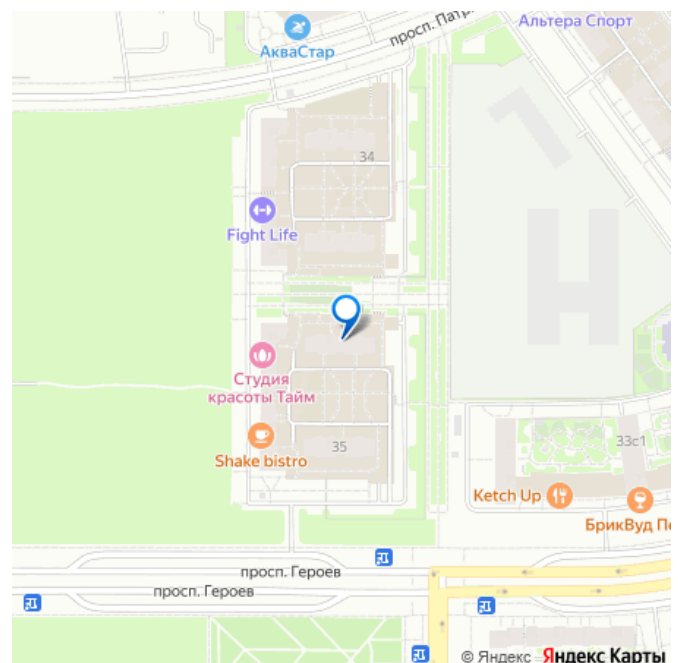 Альтера Спорт
просп. Патр
АкваСтар
34
Fight Life
Студия
красоты Тайм
35
Shake bistro
33с1
Ketch Up
БрикВуд Пе
просп. Героев
просп. Героев
© Яндекс Яндекс Карты